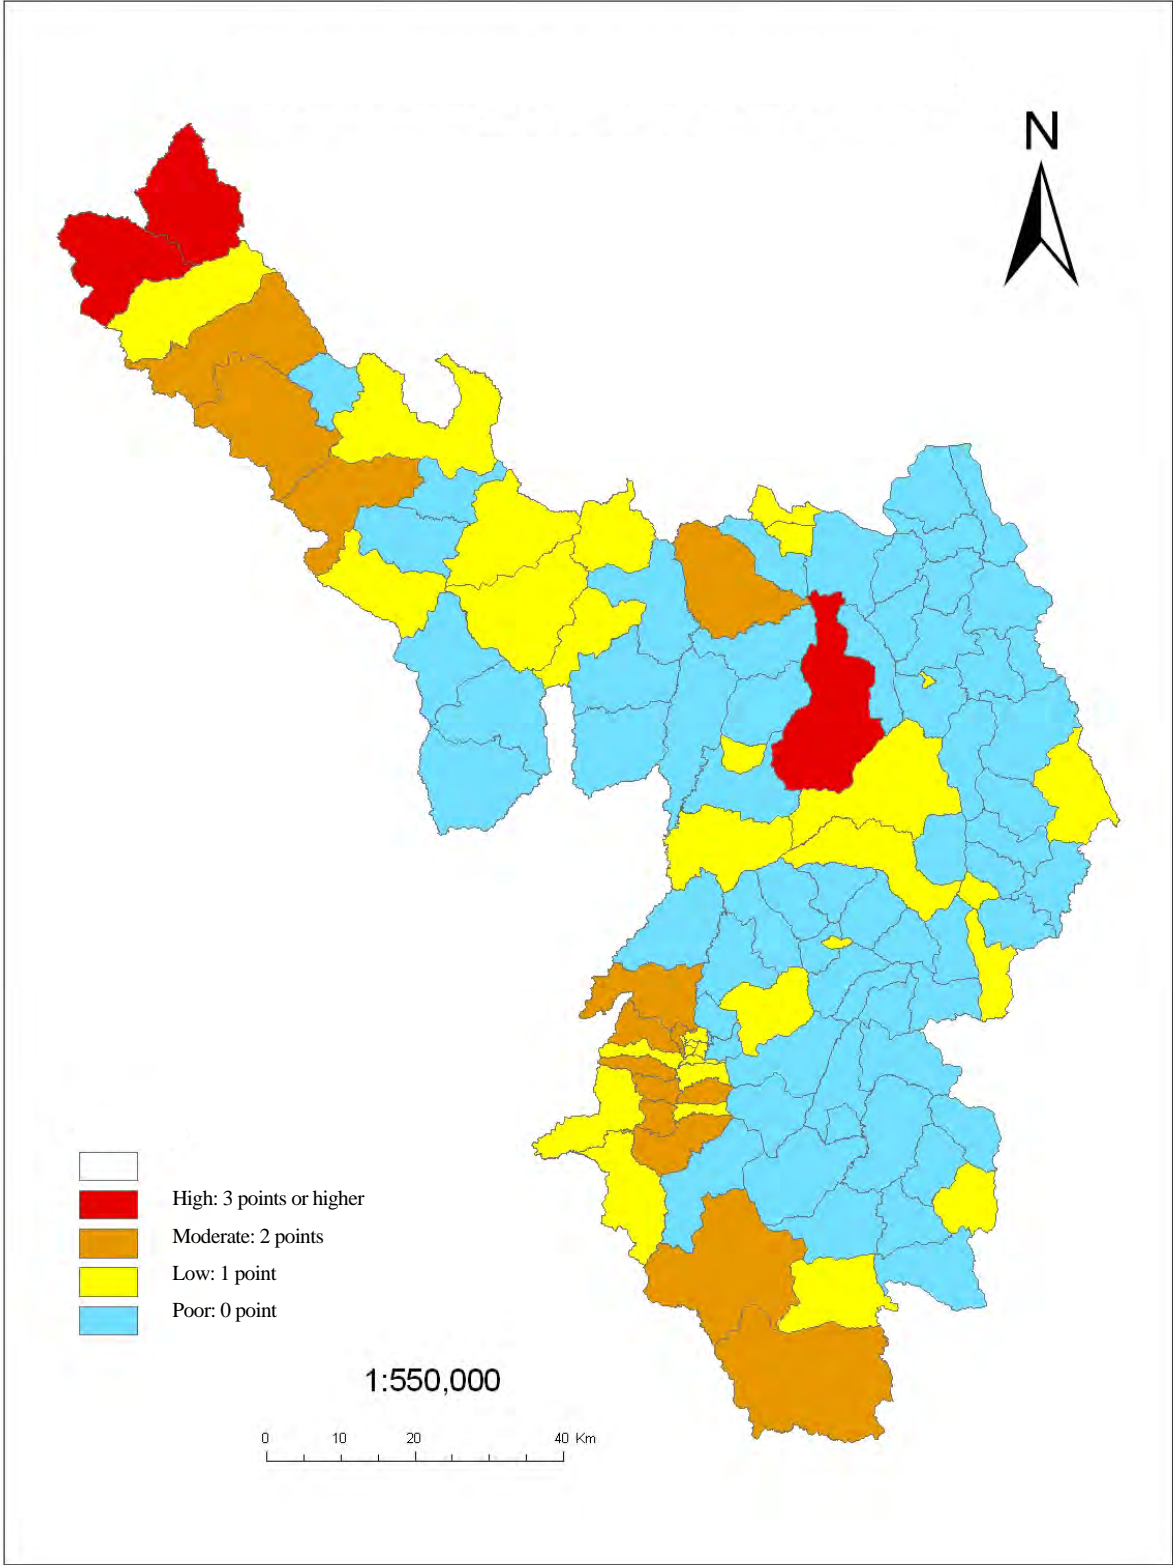 N
High: 3 points or higher
Moderate: 2 points
Low: 1 point
Poor: 0 point
1:550,000
0 10 20 40 Km